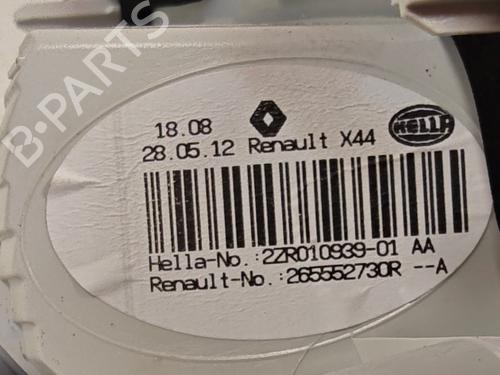 B-PARTS
18.08
HELLA
28.05.12 Renault X44
Hella-No.:2ZR010939-01 AA
Renault-No.:265552730R --A